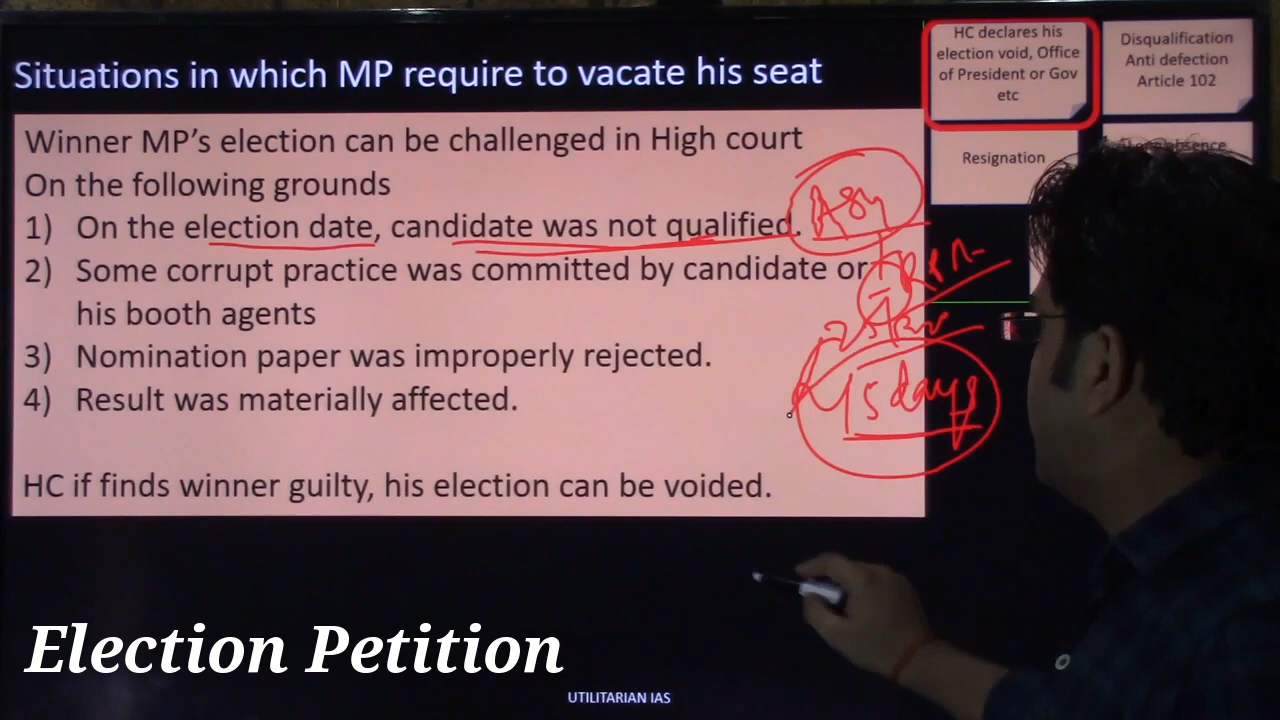 Situations in which MP require to vacate his seat
HC declares his
election void, Office
of President or Gov
etc
Disqualification
Anti defection
Article 102
Resignation
absence
Winner MP’s election can be challenged in High court
On the following grounds
1) On the election date, candidate was not qualified.
A84
2) Some corrupt practice was committed by candidate or
his booth agents
3) Nomination paper was improperly rejected.
45 days
4) Result was materially affected.
HC if finds winner guilty, his election can be voided.
Election Petition
UTILITARIAN IAS